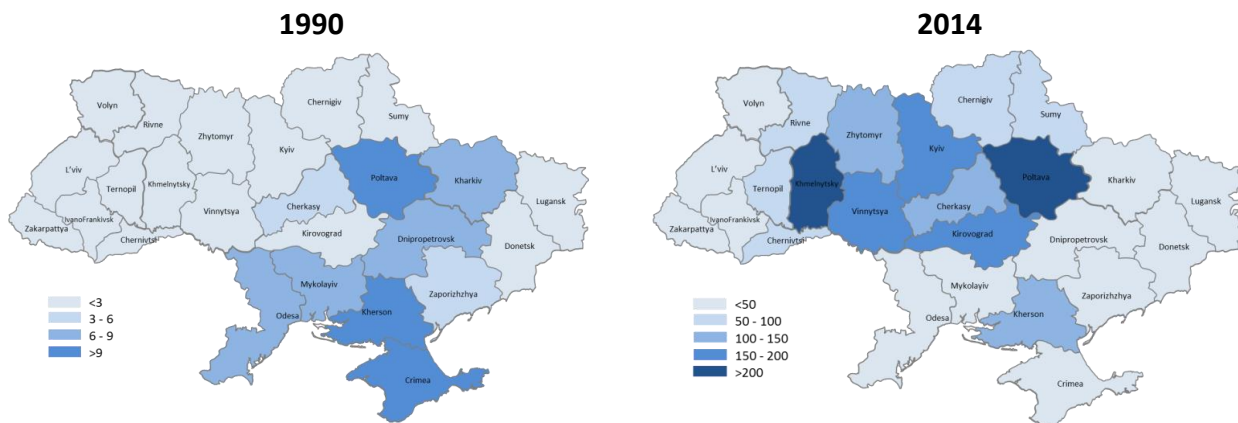 1990
Volyn
Rivne
Zhytomyr
Kyiv
Chernigiv
Sumy
L'viv
Ternopil
Khmelnytsky
Vinnytsya
Cherkasy
Poltava
Kharkiv
Lugansk
IvanoFrankivsk
Zakarpattya
Chernivtsi
Kirovograd
Dnipropetrovsk
Donetsk
Mykolayiv
Zaporizhzhya
Odesa
Kherson
Crimea
<3
3 - 6
6 - 9
>9
2014
Volyn
Rivne
Zhytomyr
Kyiv
Chernigiv
Sumy
L'viv
Ternopil
Khmelnytsky
Vinnytsya
Cherkasy
Poltava
Kharkiv
Lugansk
IvanoFrankivsk
Zakarpattya
Chernivtsi
Kirovograd
Dnipropetrovsk
Donetsk
Mykolayiv
Zaporizhzhya
Odesa
Kherson
Crimea
<50
50 - 100
100 - 150
150 - 200
>200